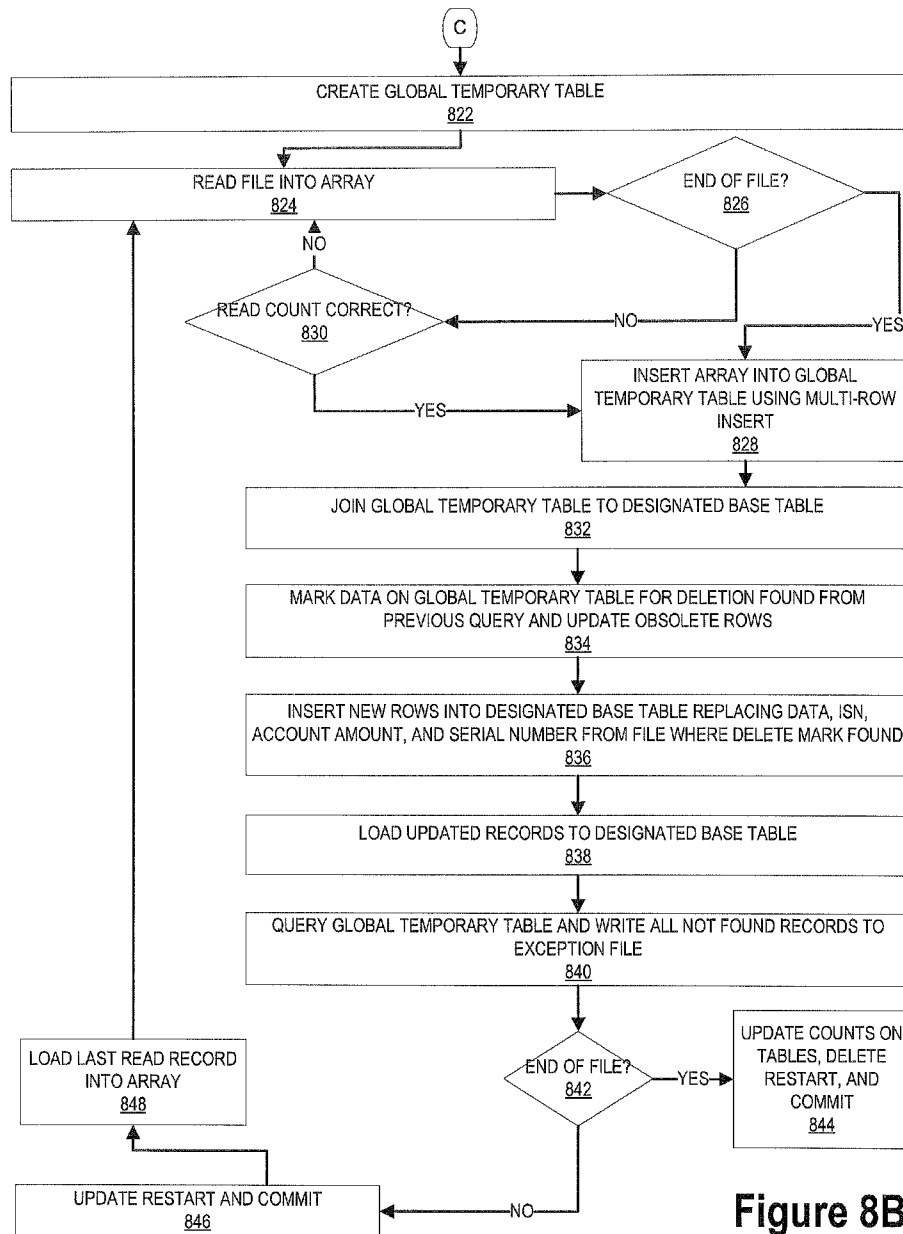 C
CREATE GLOBAL TEMPORARY TABLE
822
READ FILE INTO ARRAY
824
END OF FILE?
826
NO
READ COUNT CORRECT?
830
NO
YES
YES
INSERT ARRAY INTO GLOBAL
TEMPORARY TABLE USING MULTI-ROW
INSERT
828
JOIN GLOBAL TEMPORARY TABLE TO DESIGNATED BASE TABLE
832
MARK DATA ON GLOBAL TEMPORARY TABLE FOR DELETION FOUND FROM
PREVIOUS QUERY AND UPDATE OBSOLETE ROWS
834
INSERT NEW ROWS INTO DESIGNATED BASE TABLE REPLACING DATA, ISN,
ACCOUNT AMOUNT, AND SERIAL NUMBER FROM FILE WHERE DELETE MARK FOUND
836
LOAD UPDATED RECORDS TO DESIGNATED BASE TABLE
838
QUERY GLOBAL TEMPORARY TABLE AND WRITE ALL NOT FOUND RECORDS TO
EXCEPTION FILE
840
END OF FILE?
842
YES
UPDATE COUNTS ON
TABLES, DELETE
RESTART, AND
COMMIT
844
LOAD LAST READ RECORD
INTO ARRAY
848
NO
UPDATE RESTART AND COMMIT
846
Figure 8B